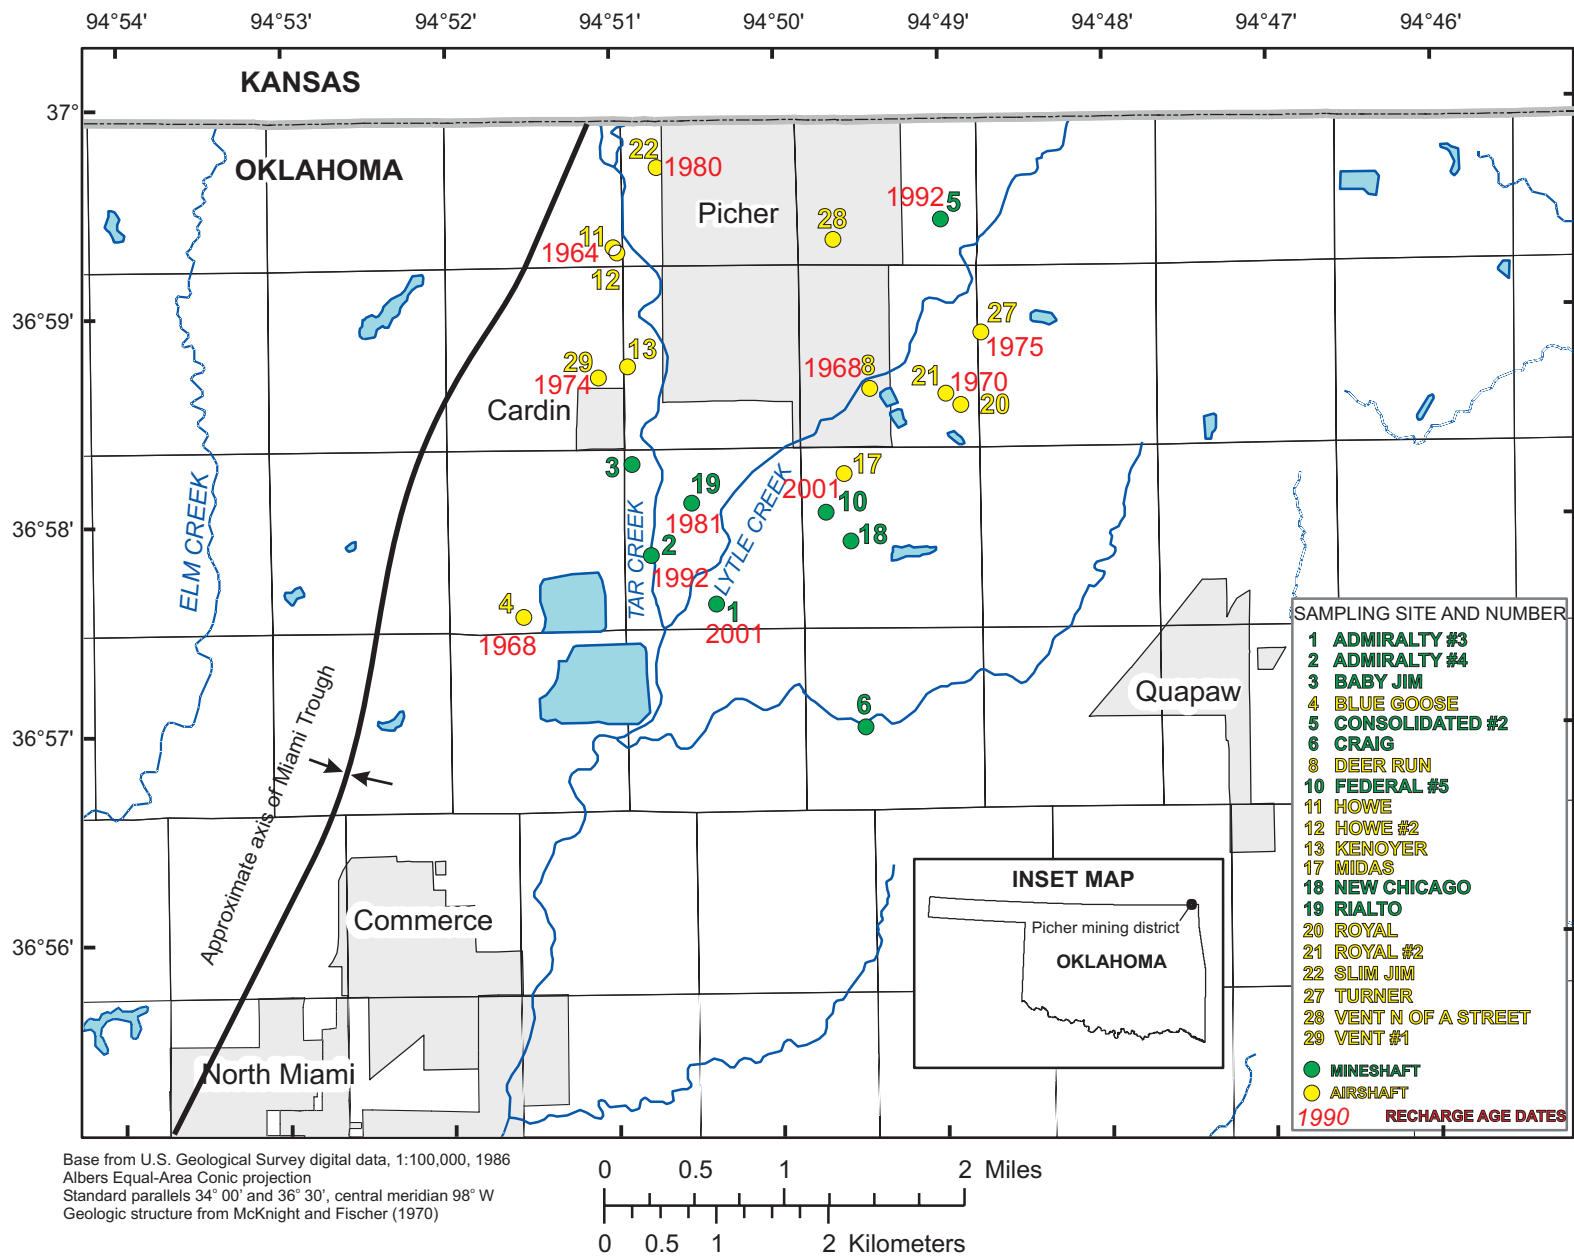 94°54' 94°53' 94°52' 94°51' 94°50' 94°49' 94°48' 94°47' 94°46'
KANSAS
37°
OKLAHOMA
22
1980
Picher
1992
5
28
11
1964
12
36°59'
27
1975
13
29
1974
1968
8
21
1970
20
Cardin
3
19
1981
17
2001
10
18
36°58'
ELM CREEK
TAR CREEK
LYTLE CREEK
2
1992
4
1968
1
2001
6
Quapaw
36°57'
Approximate axis of Miami Trough
Commerce
36°56'
North Miami
INSET MAP
Picher mining district
OKLAHOMA
SAMPLING SITE AND NUMBER
1 ADMIRALTY #3
2 ADMIRALTY #4
3 BABY JIM
4 BLUE GOOSE
5 CONSOLIDATED #2
6 CRAIG
8 DEER RUN
10 FEDERAL #5
11 HOWE
12 HOWE #2
13 KENOYER
17 MIDAS
18 NEW CHICAGO
19 RIALTO
20 ROYAL
21 ROYAL #2
22 SLIM JIM
27 TURNER
28 VENT N OF A STREET
29 VENT #1
MINESHAFT
AIRSHAFT
1990 RECHARGE AGE DATES
Base from U.S. Geological Survey digital data, 1:100,000, 1986
Albers Equal-Area Conic projection
Standard parallels 34° 00' and 36° 30', central meridian 98° W
Geologic structure from McKnight and Fischer (1970)
0 0.5 1 2 Miles
0 0.5 1 2 Kilometers